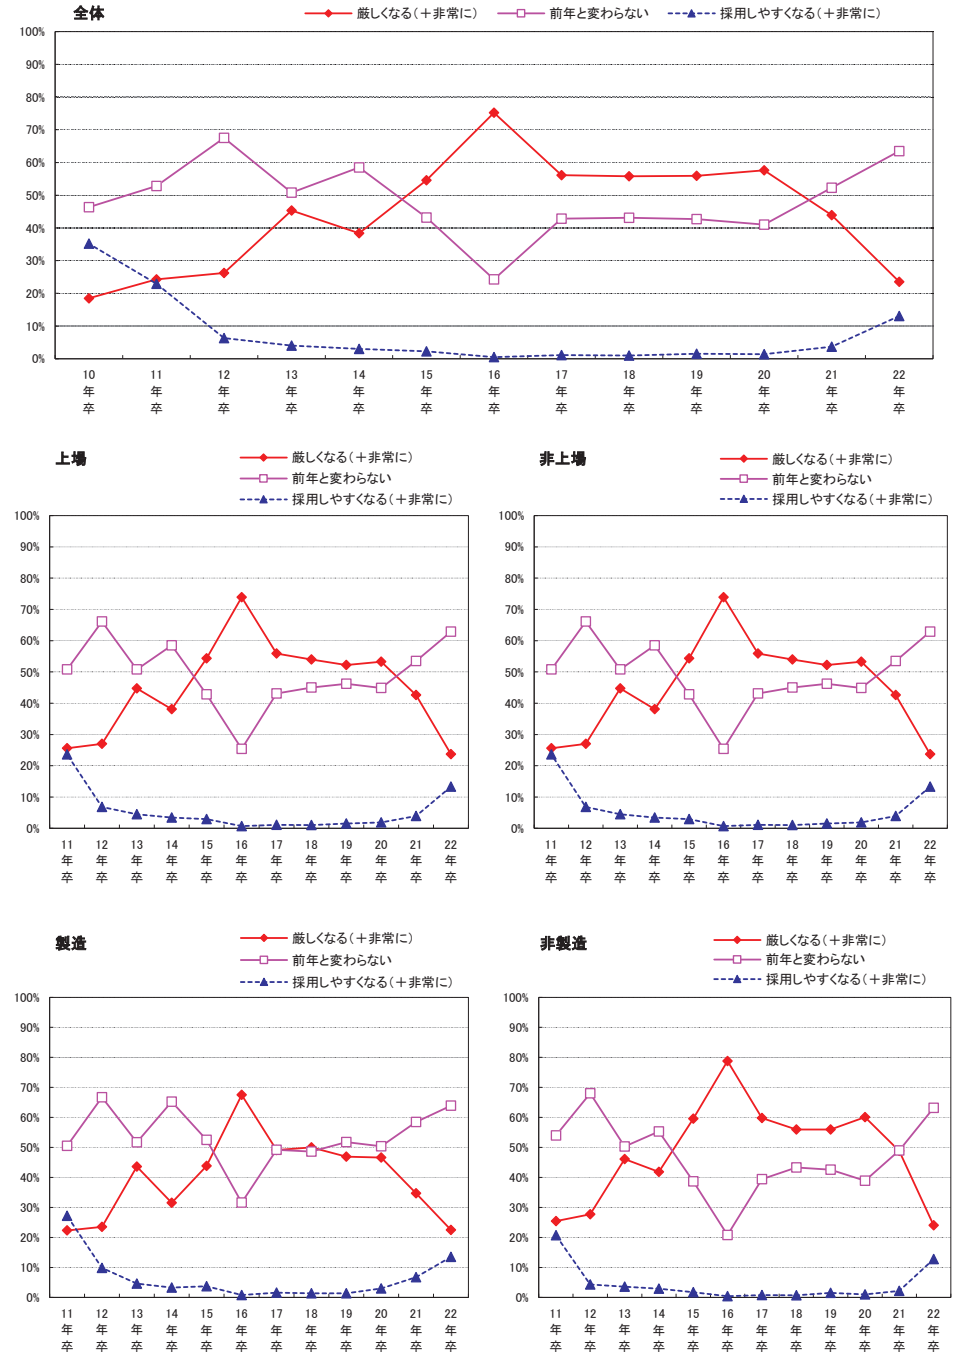 全体
厳しくなる(＋非常に)
前年と変わらない
採用しやすくなる(＋非常に)
100%
90%
80%
70%
60%
50%
40%
30%
20%
10%
0%
10年卒
11年卒
12年卒
13年卒
14年卒
15年卒
16年卒
17年卒
18年卒
19年卒
20年卒
21年卒
22年卒
上場
厳しくなる(＋非常に)
前年と変わらない
採用しやすくなる(＋非常に)
100%
90%
80%
70%
60%
50%
40%
30%
20%
10%
0%
11年卒
12年卒
13年卒
14年卒
15年卒
16年卒
17年卒
18年卒
19年卒
20年卒
21年卒
22年卒
非上場
厳しくなる(＋非常に)
前年と変わらない
採用しやすくなる(＋非常に)
100%
90%
80%
70%
60%
50%
40%
30%
20%
10%
0%
11年卒
12年卒
13年卒
14年卒
15年卒
16年卒
17年卒
18年卒
19年卒
20年卒
21年卒
22年卒
製造
厳しくなる(＋非常に)
前年と変わらない
採用しやすくなる(＋非常に)
100%
90%
80%
70%
60%
50%
40%
30%
20%
10%
0%
11年卒
12年卒
13年卒
14年卒
15年卒
16年卒
17年卒
18年卒
19年卒
20年卒
21年卒
22年卒
非製造
厳しくなる(＋非常に)
前年と変わらない
採用しやすくなる(＋非常に)
100%
90%
80%
70%
60%
50%
40%
30%
20%
10%
0%
11年卒
12年卒
13年卒
14年卒
15年卒
16年卒
17年卒
18年卒
19年卒
20年卒
21年卒
22年卒